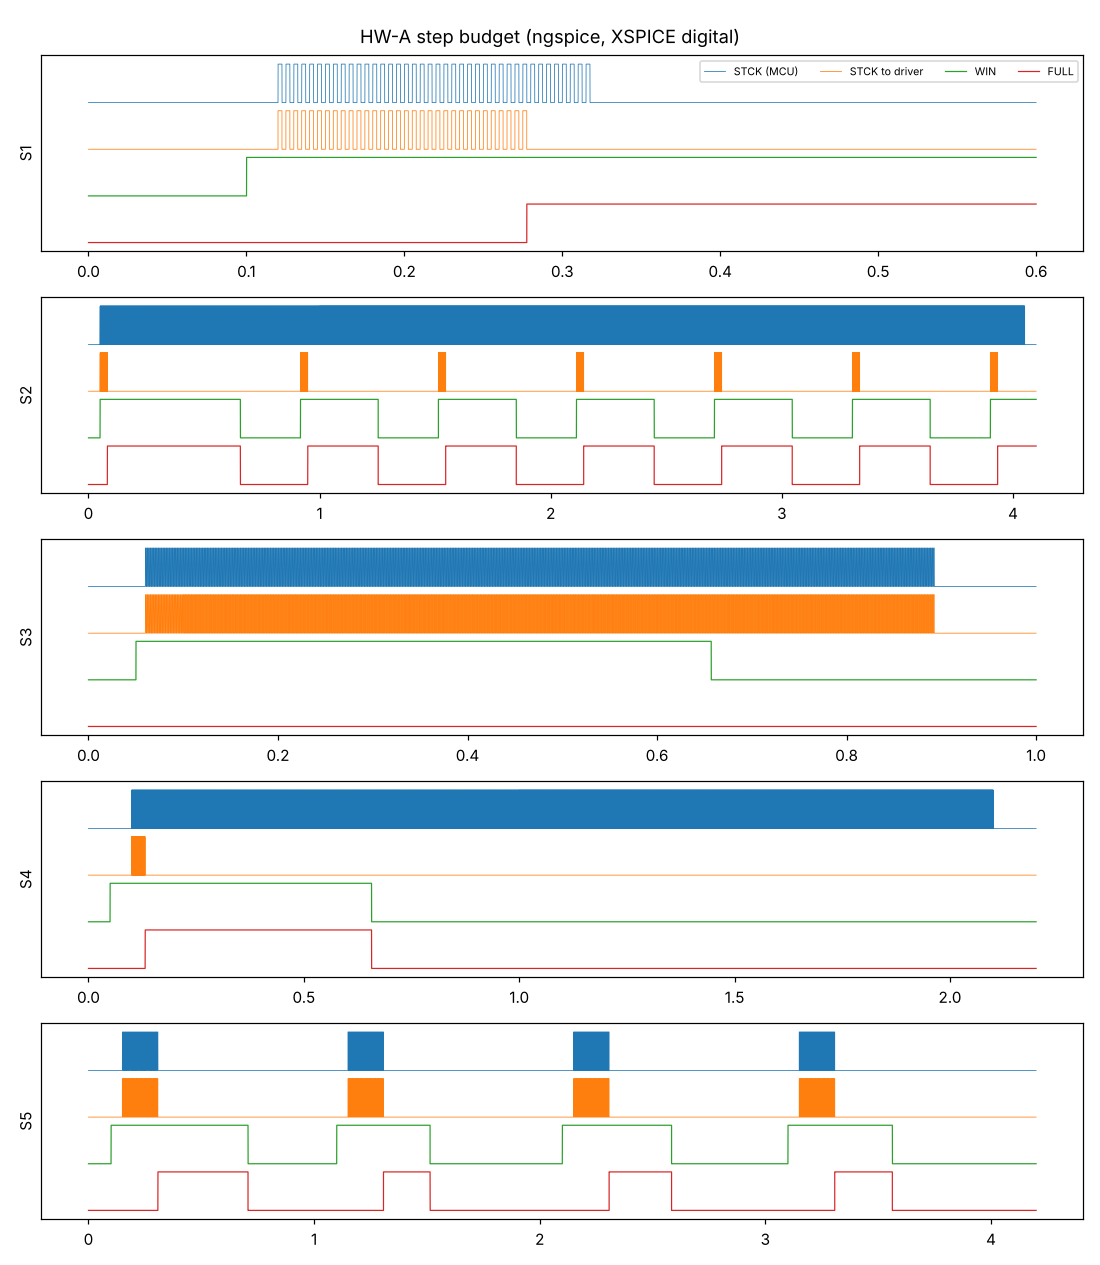 HW-A step budget (ngspice, XSPICE digital)
STCK (MCU) STCK to driver WIN FULL
S1
0.0 0.1 0.2 0.3 0.4 0.5 0.6
S2
0 1 2 3 4
S3
0.0 0.2 0.4 0.6 0.8 1.0
S4
0.0 0.5 1.0 1.5 2.0
S5
0 1 2 3 4